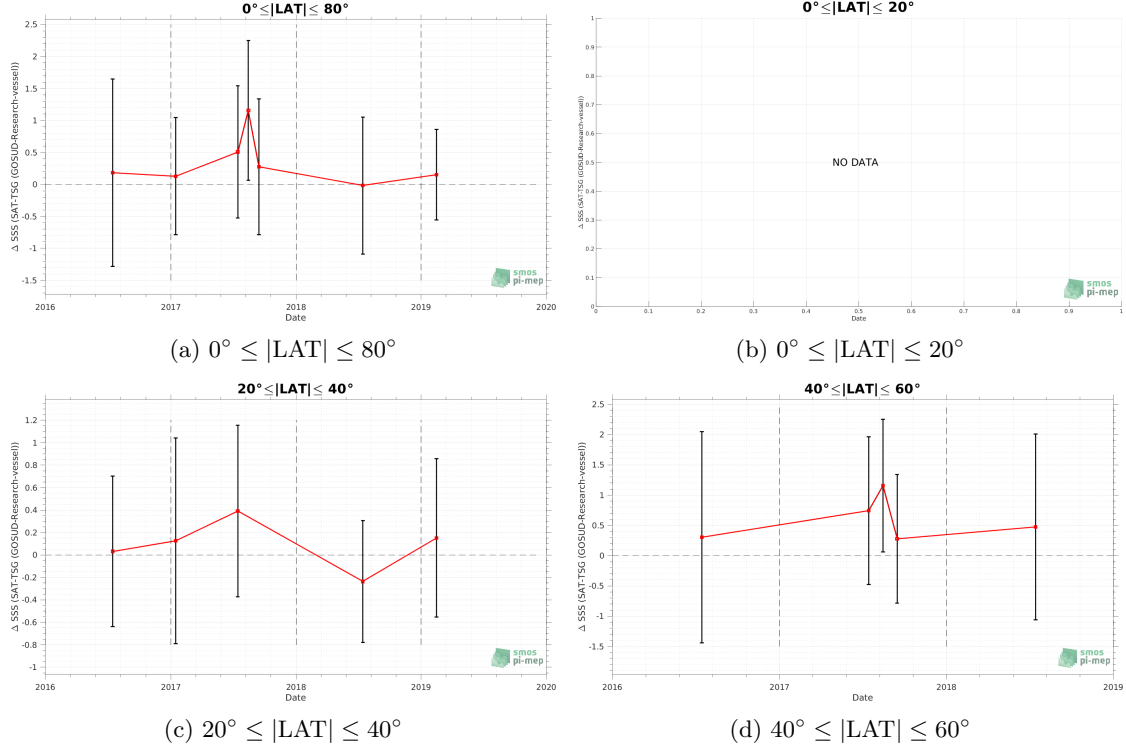 0°≤|LAT|≤ 80°
Δ SSS (SAT-TSG (GOSUD-Research-vessel))
2.5
2
1.5
1
0.5
0
-0.5
-1
-1.5
2016 2017 2018 2019 2020
Date
smos
pi-mep
(a) 0° ≤ |LAT| ≤ 80°
0°≤|LAT|≤ 20°
Δ SSS (SAT-TSG (GOSUD-Research-vessel))
1
0.9
0.8
0.7
0.6
0.5
0.4
0.3
0.2
0.1
0
NO DATA
0 0.1 0.2 0.3 0.4 0.5 0.6 0.7 0.8 0.9 1
Date
smos
pi-mep
(b) 0° ≤ |LAT| ≤ 20°
20°≤|LAT|≤ 40°
Δ SSS (SAT-TSG (GOSUD-Research-vessel))
1.2
1
0.8
0.6
0.4
0.2
0
-0.2
-0.4
-0.6
-0.8
-1
2016 2017 2018 2019 2020
Date
smos
pi-mep
(c) 20° ≤ |LAT| ≤ 40°
40°≤|LAT|≤ 60°
Δ SSS (SAT-TSG (GOSUD-Research-vessel))
2.5
2
1.5
1
0.5
0
-0.5
-1
-1.5
2016 2017 2018 2019
Date
smos
pi-mep
(d) 40° ≤ |LAT| ≤ 60°